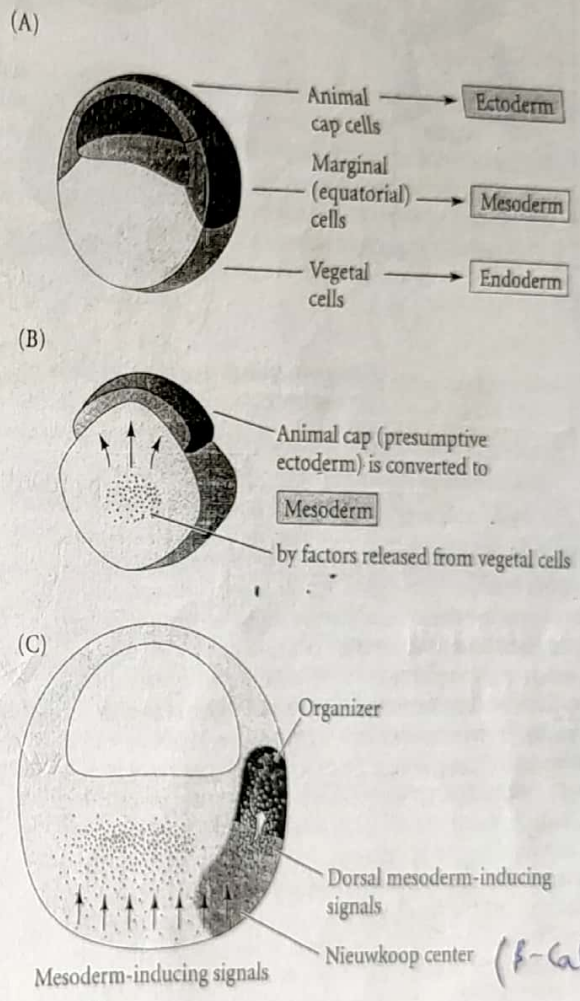 (A)
Animal
cap cells
Ectoderm
Marginal
(equatorial)
cells
Mesoderm
Vegetal
cells
Endoderm
(B)
Animal cap (presumptive
ectoderm) is converted to
Mesoderm
by factors released from vegetal cells
(C)
Organizer
Dorsal mesoderm-inducing
signals
Nieuwkoop center (β-Ca
Mesoderm-inducing signals